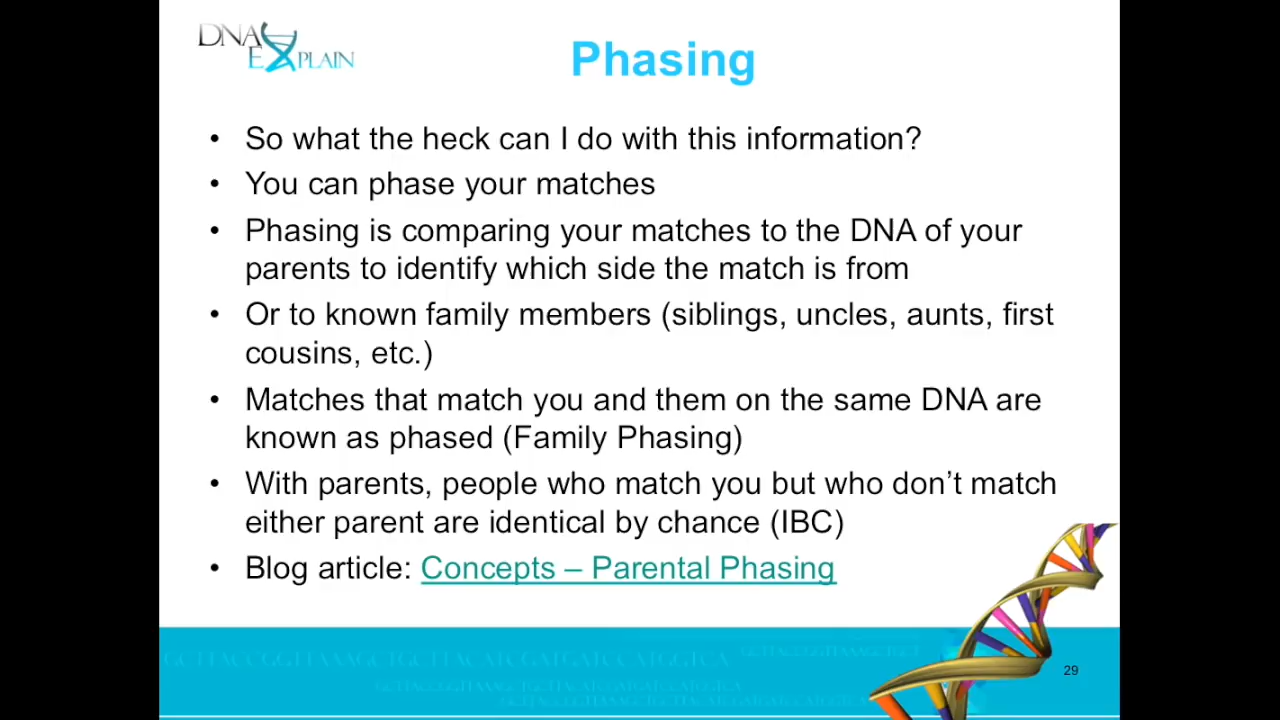 DNA
EXPLAIN
Phasing
• So what the heck can I do with this information?
• You can phase your matches
• Phasing is comparing your matches to the DNA of your
parents to identify which side the match is from
• Or to known family members (siblings, uncles, aunts, first
cousins, etc.)
• Matches that match you and them on the same DNA are
known as phased (Family Phasing)
• With parents, people who match you but who don’t match
either parent are identical by chance (IBC)
• Blog article: Concepts – Parental Phasing
29